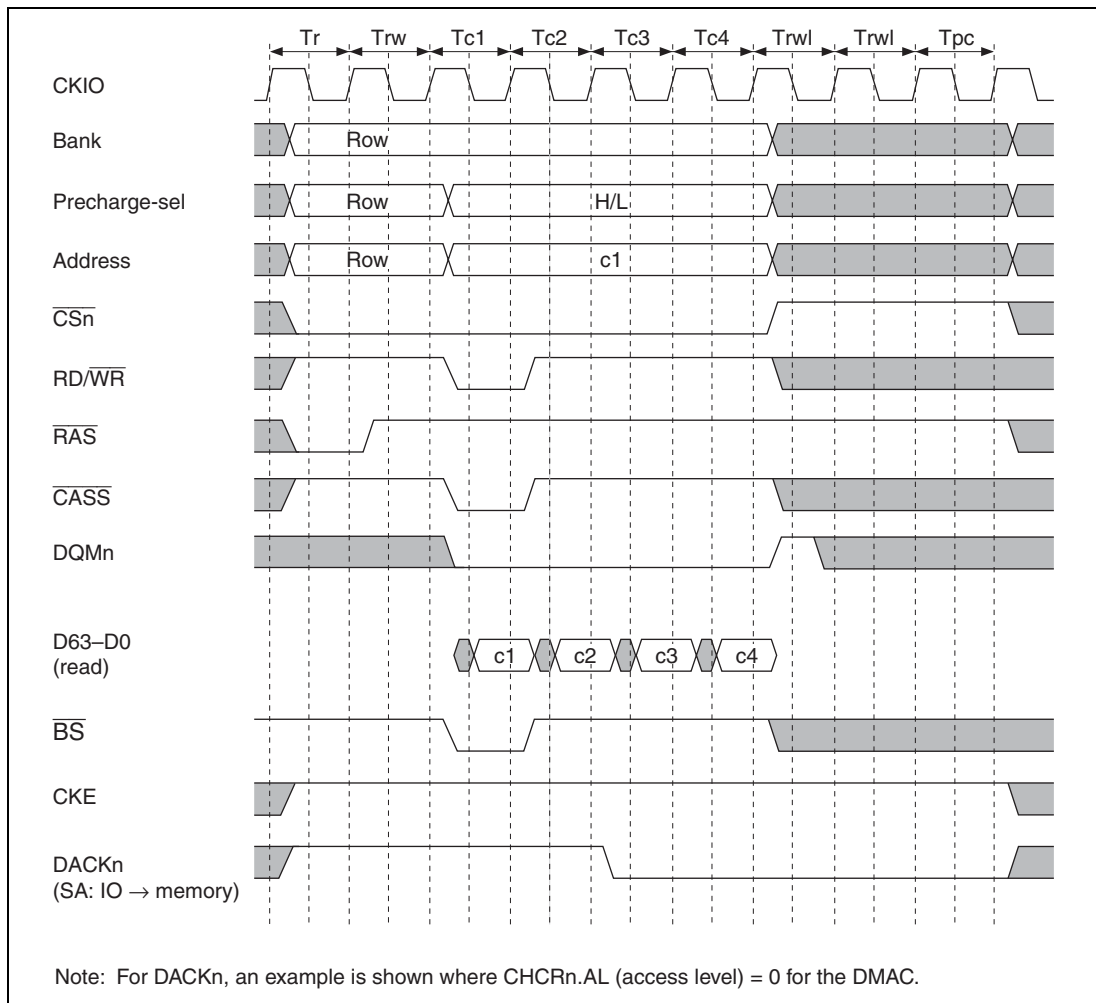 Tr Trw Tc1 Tc2 Tc3 Tc4 Trwl Trwl Tpc
CKIO
Bank Row
Precharge-sel Row H/L
Address Row c1
CSn
RD/WR
RAS
CASS
DQMn
D63–D0
(read)
c1 c2 c3 c4
BS
CKE
DACKn
(SA: IO → memory)
Note: For DACKn, an example is shown where CHCRn.AL (access level) = 0 for the DMAC.